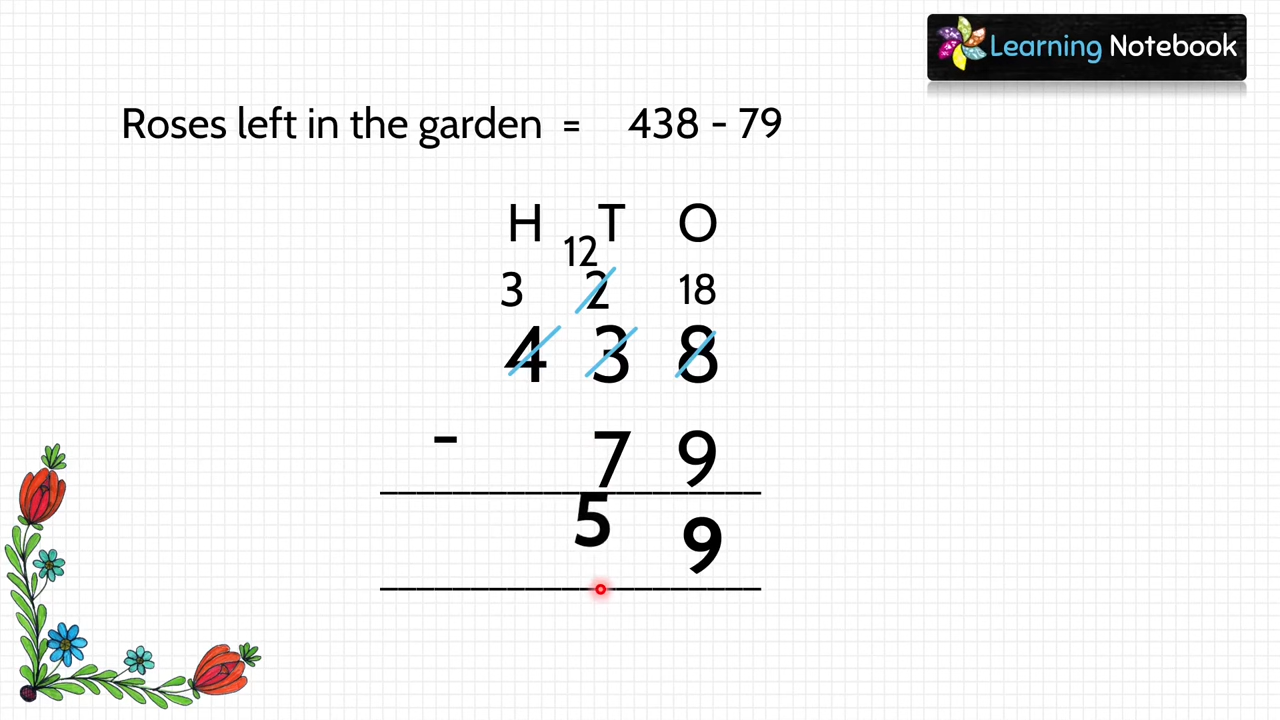 Learning Notebook
Roses left in the garden = 438 - 79
H T O
12
3 2 18
4 3 8
- 7 9
5 9